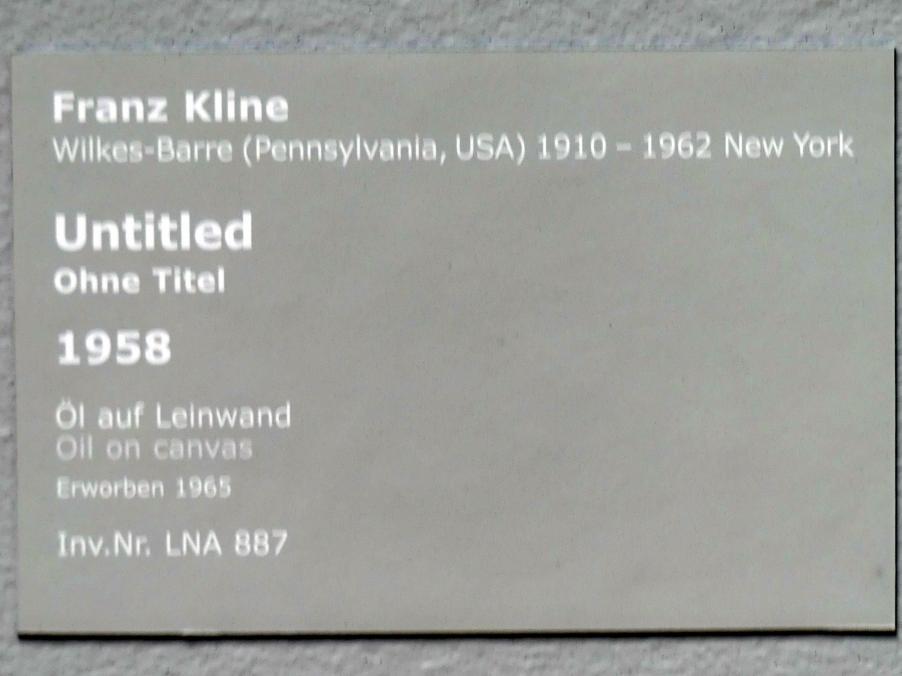 Franz Kline
Wilkes-Barre (Pennsylvania, USA) 1910 – 1962 New York
Untitled
Ohne Titel
1958
Öl auf Leinwand
Oil on canvas
Erworben 1965
Inv.Nr. LNA 887